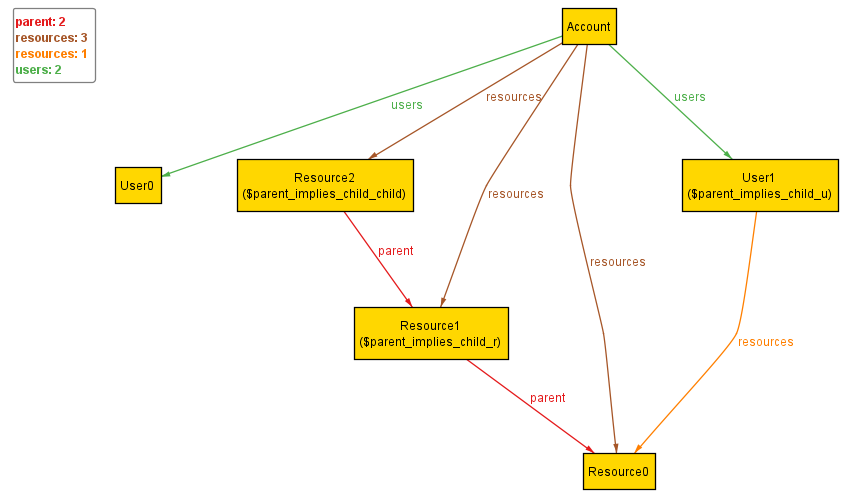 parent: 2
resources: 3
resources: 1
users: 2
Account
users
resources
users
User0
Resource2
($parent_implies_child_child)
resources
User1
($parent_implies_child_u)
parent
resources
Resource1
($parent_implies_child_r)
resources
parent
Resource0